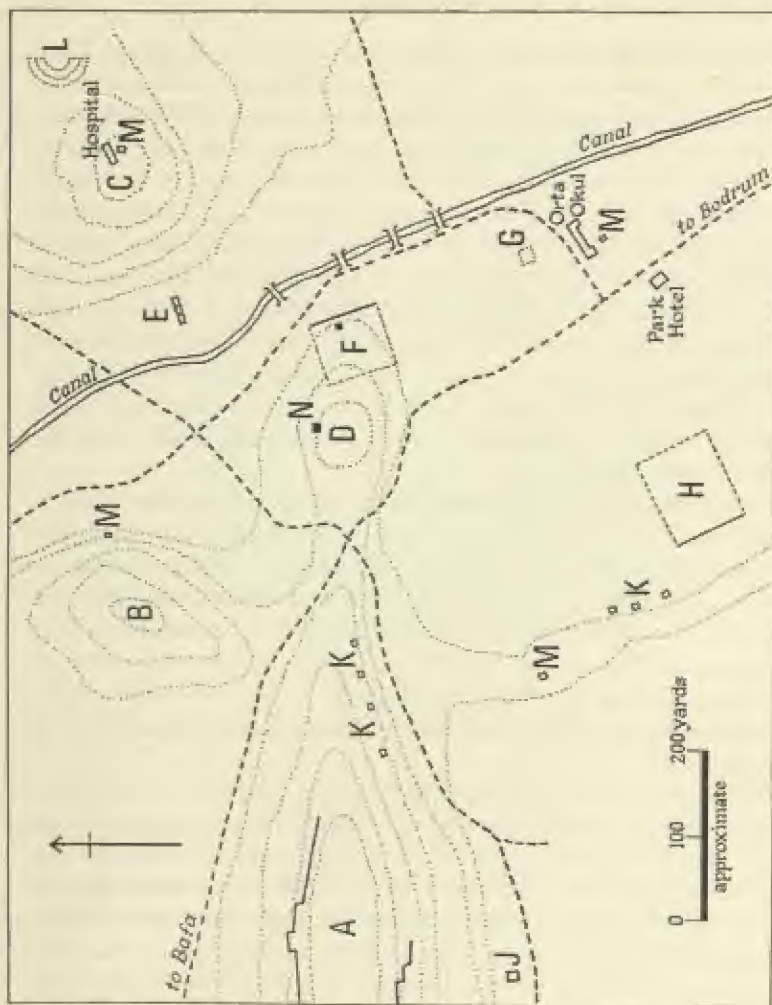 L
Hospital
Canal
C
M
M
B
E
to Bafa
N
D
F
A
K
K
G
J
Orta
Okul
M
M
Canal
K
to Bodrum
Park
Hotel
H
0 100 200 yards
approximate